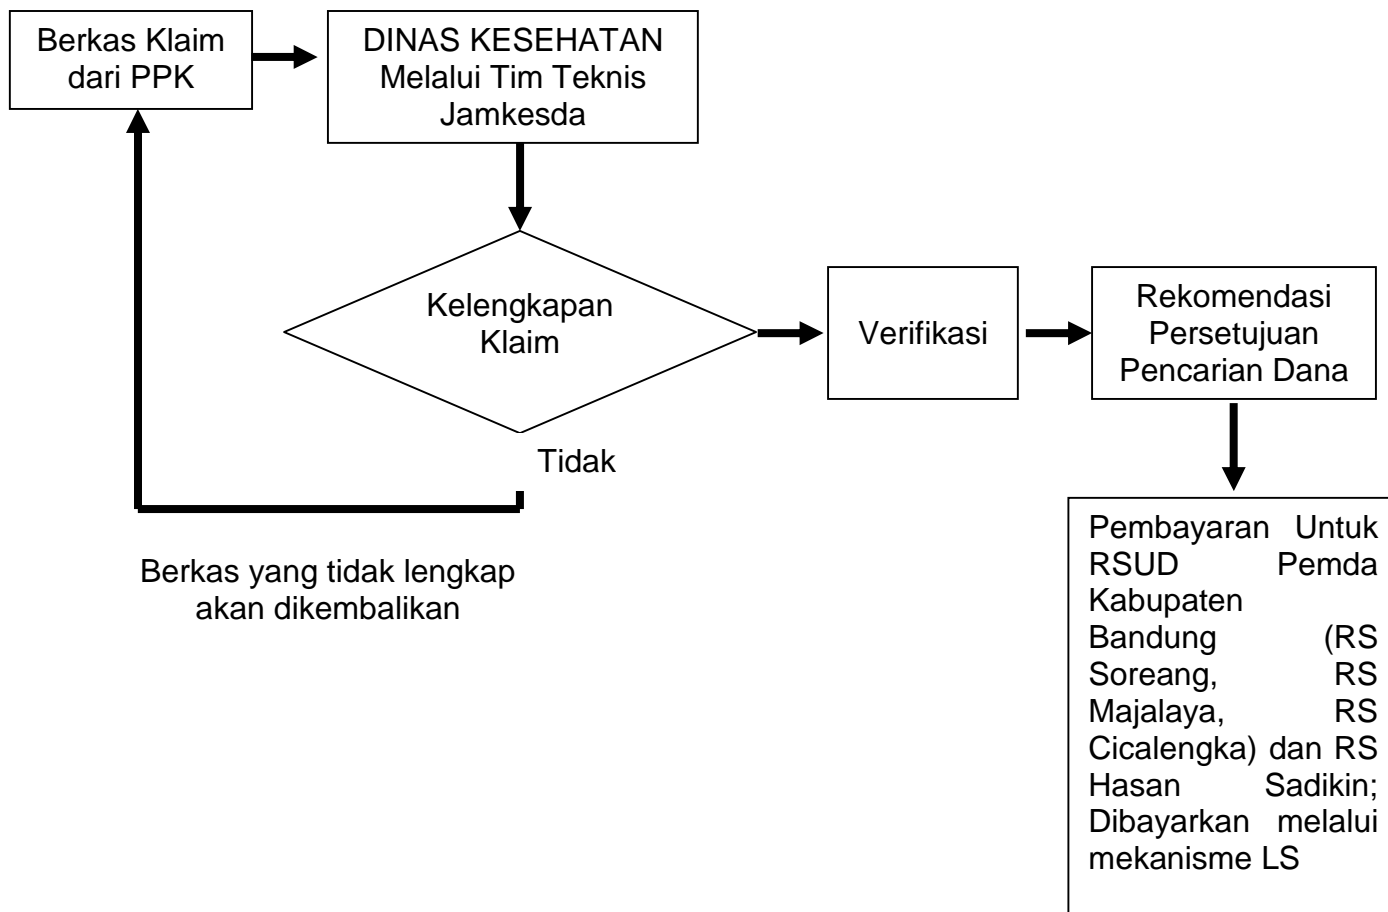 Berkas Klaim
dari PPK
DINAS KESEHATAN
Melalui Tim Teknis
Jamkesda
Kelengkapan
Klaim
Verifikasi
Rekomendasi
Persetujuan
Pencarian Dana
Tidak
Berkas yang tidak lengkap
akan dikembalikan
Pembayaran Untuk
RSUD Pemda
Kabupaten
Bandung (RS
Soreang, RS
Majalaya, RS
Cicalengka) dan RS
Hasan Sadikin;
Dibayarkan melalui
mekanisme LS